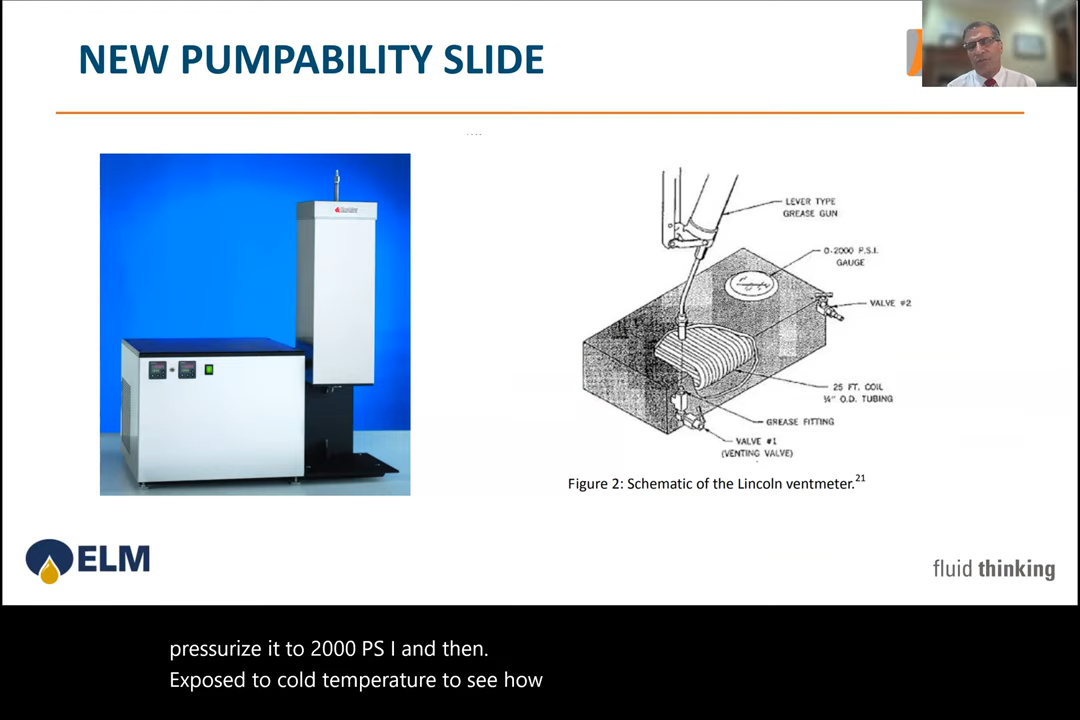 NEW PUMPABILITY SLIDE
LEVER TYPE
GREASE GUN
0-2000 P.S.I.
GAUGE
VALVE #2
25 FT. COIL
¼" O.D. TUBING
GREASE FITTING
VALVE #1
(VENTING VALVE)
Figure 2: Schematic of the Lincoln ventmeter.21
ELM
fluid thinking
pressurize it to 2000 PS I and then.
Exposed to cold temperature to see how